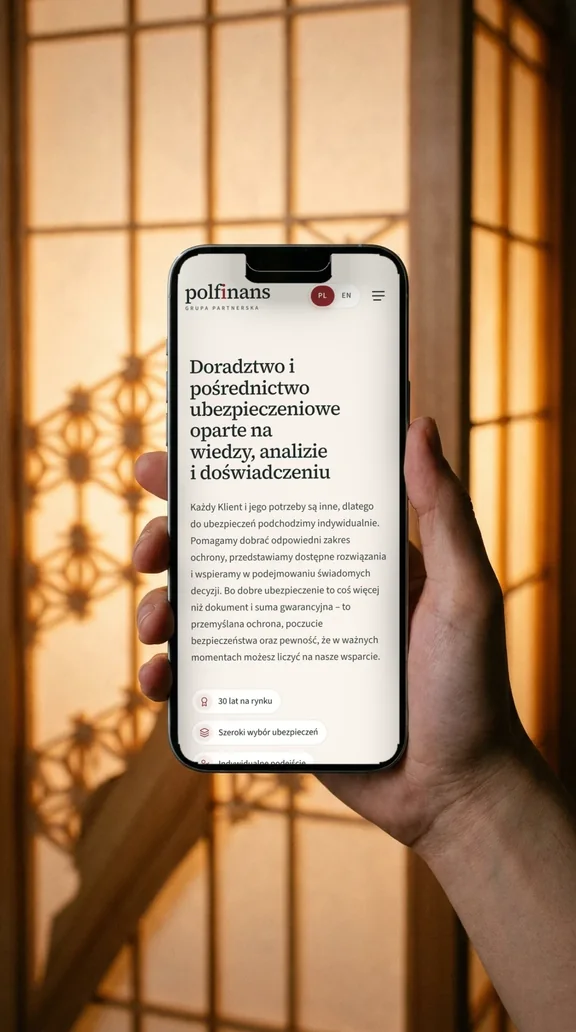 polfinans
GRUPA PARTNERSKA
PL EN
Doradztwo i
pośrednictwo
ubezpieczeniowe
oparte na
wiedzy, analizie
i doświadczeniu
Każdy Klient i jego potrzeby są inne, dlatego
do ubezpieczeń podchodzimy indywidualnie.
Pomagamy dobrać odpowiedni zakres
ochrony, przedstawiamy dostępne rozwiązania
i wspieramy w podejmowaniu świadomych
decyzji. Bo dobre ubezpieczenie to coś więcej
niż dokument i suma gwarancyjna – to
przemyślana ochrona, poczucie
bezpieczeństwa oraz pewność, że w ważnych
momentach możesz liczyć na nasze wsparcie.
30 lat na rynku
Szeroki wybór ubezpieczeń
Indywidualne podejście